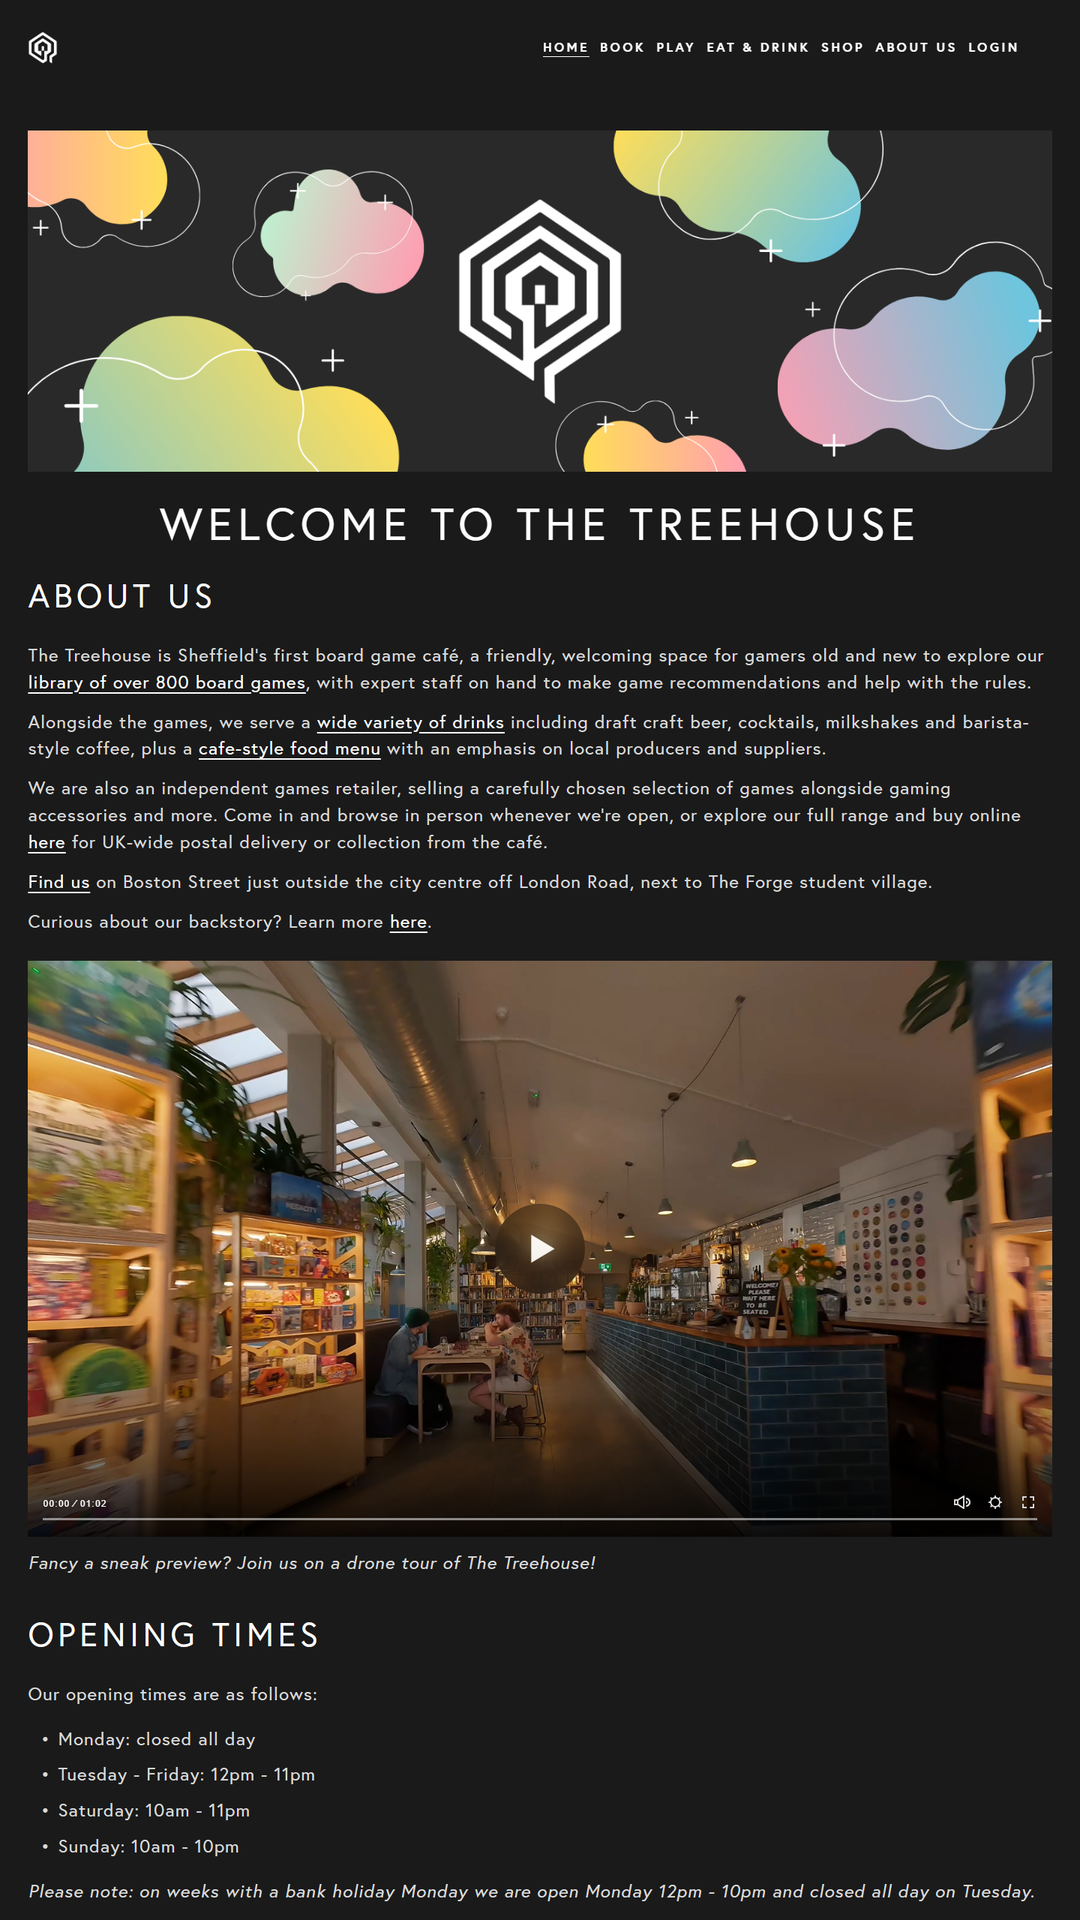 HOME BOOK PLAY EAT & DRINK SHOP ABOUT US LOGIN
WELCOME TO THE TREEHOUSE
ABOUT US
The Treehouse is Sheffield's first board game café, a friendly, welcoming space for gamers old and new to explore our
library of over 800 board games, with expert staff on hand to make game recommendations and help with the rules.
Alongside the games, we serve a wide variety of drinks including draft craft beer, cocktails, milkshakes and barista-
style coffee, plus a cafe-style food menu with an emphasis on local producers and suppliers.
We are also an independent games retailer, selling a carefully chosen selection of games alongside gaming
accessories and more. Come in and browse in person whenever we're open, or explore our full range and buy online
here for UK-wide postal delivery or collection from the café.
Find us on Boston Street just outside the city centre off London Road, next to The Forge student village.
Curious about our backstory? Learn more here.
MEGACITY
WELCOME!
PLEASE
WAIT HERE
TO BE
SEATED
00:00 / 01:02
Fancy a sneak preview? Join us on a drone tour of The Treehouse!
OPENING TIMES
Our opening times are as follows:
• Monday: closed all day
• Tuesday - Friday: 12pm - 11pm
• Saturday: 10am - 11pm
• Sunday: 10am - 10pm
Please note: on weeks with a bank holiday Monday we are open Monday 12pm - 10pm and closed all day on Tuesday.